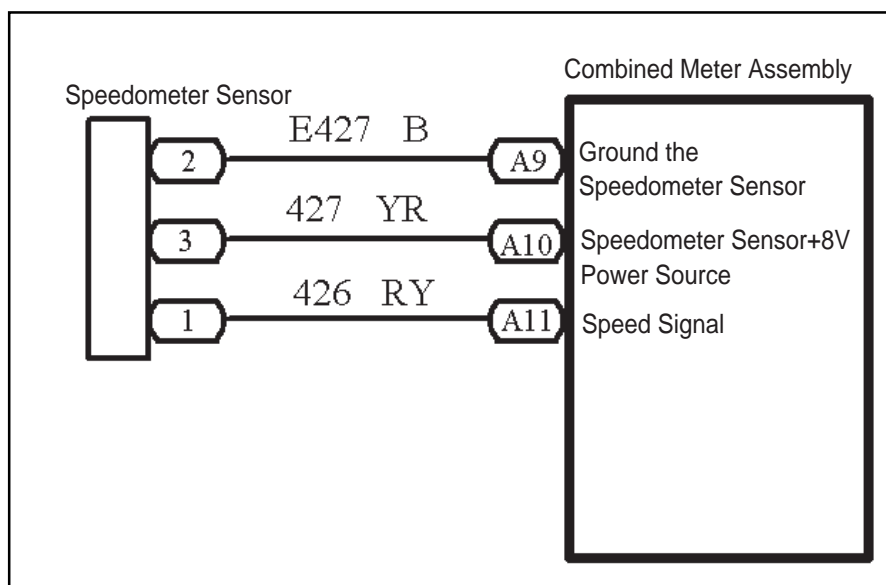 Combined Meter Assembly
Speedometer Sensor
E427 B
2
A9
Ground the
Speedometer Sensor
427 YR
3
A10
Speedometer Sensor+8V
Power Source
426 RY
1
A11
Speed Signal